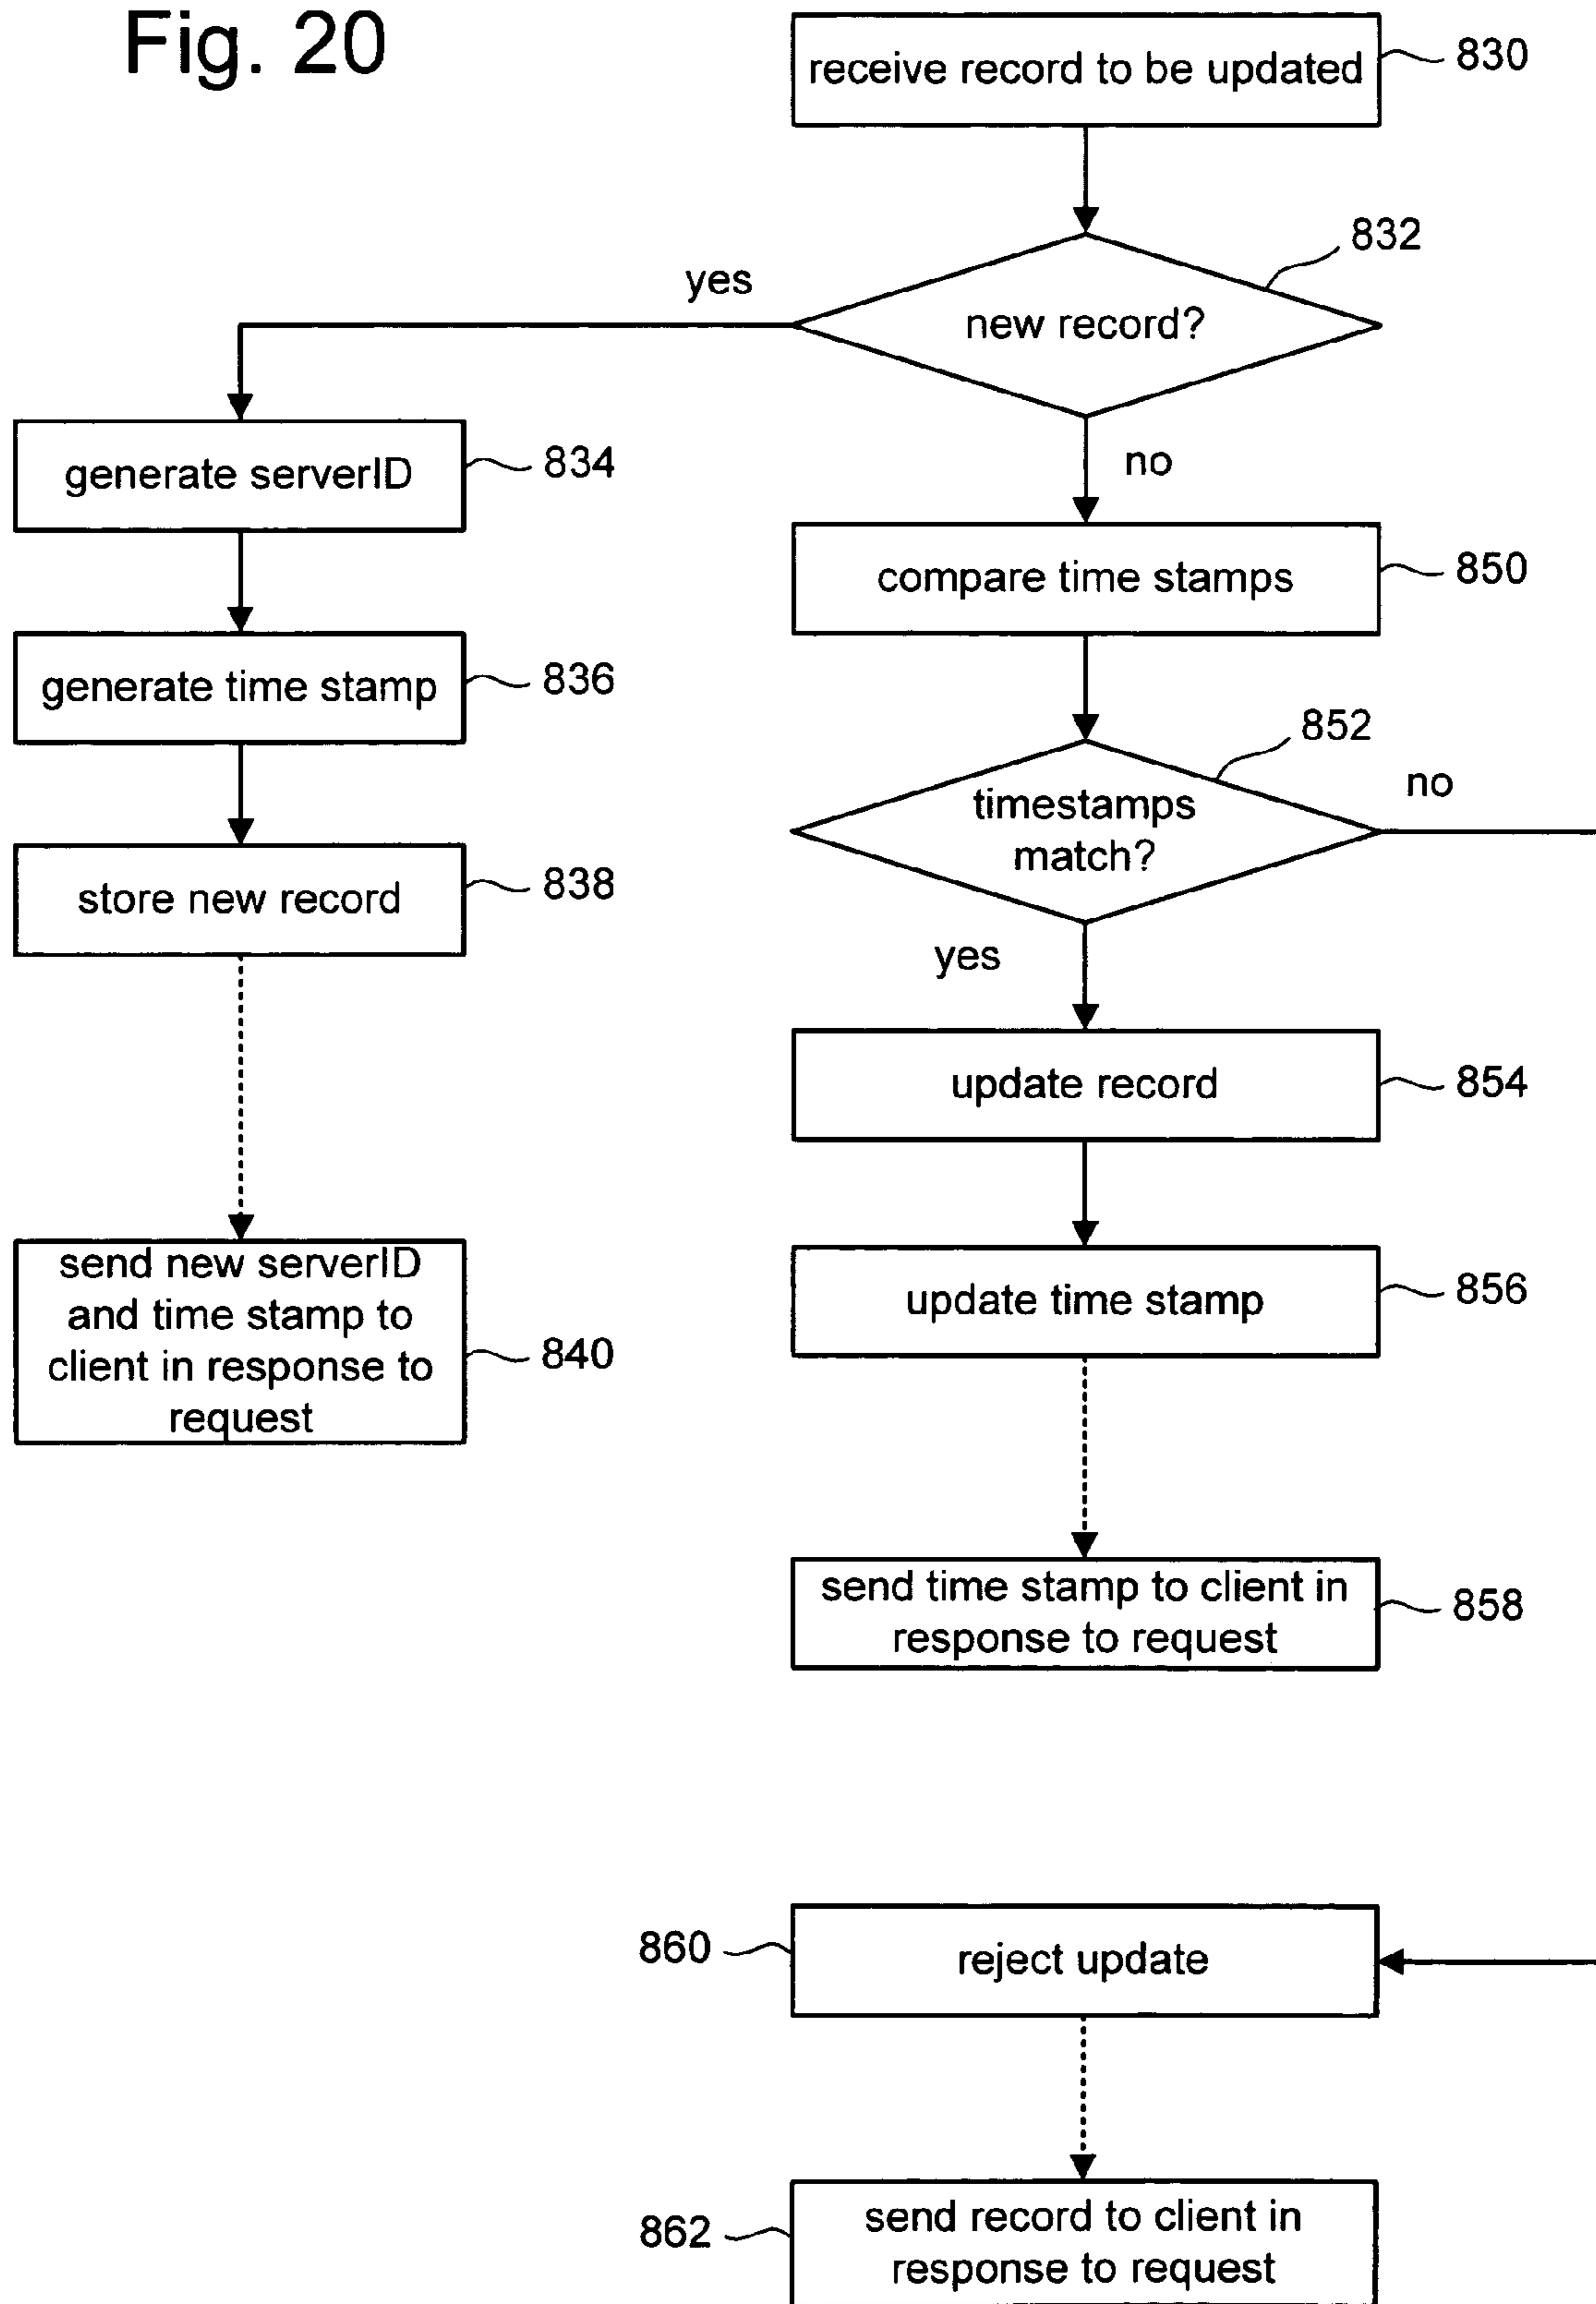 Fig. 20
receive record to be updated
830
832
yes
new record?
generate serverID
834
no
compare time stamps
850
generate time stamp
836
852
no
timestamps
match?
store new record
838
yes
update record
854
send new serverID
and time stamp to
client in response to
request
840
update time stamp
856
send time stamp to client in
response to request
858
860
reject update
862
send record to client in
response to request